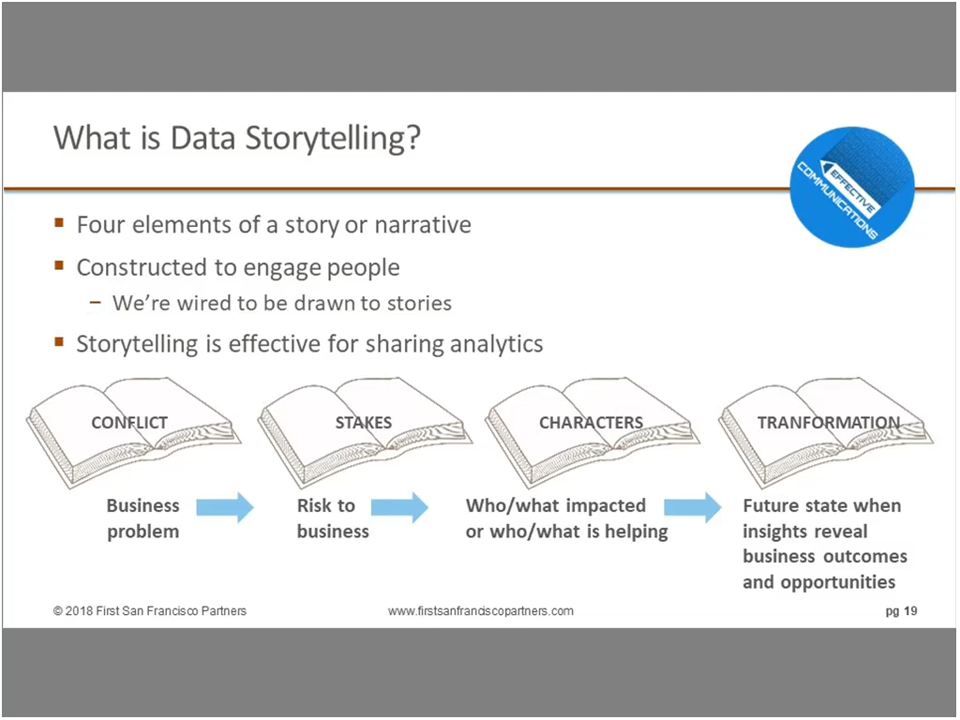 What is Data Storytelling?
EFFECTIVE
COMMUNICATIONS
▪ Four elements of a story or narrative
▪ Constructed to engage people
– We’re wired to be drawn to stories
▪ Storytelling is effective for sharing analytics
CONFLICT
STAKES
CHARACTERS
TRANFORMATION
Business
problem
Risk to
business
Who/what impacted
or who/what is helping
Future state when
insights reveal
business outcomes
and opportunities
© 2018 First San Francisco Partners
www.firstsanfranciscopartners.com
pg 19